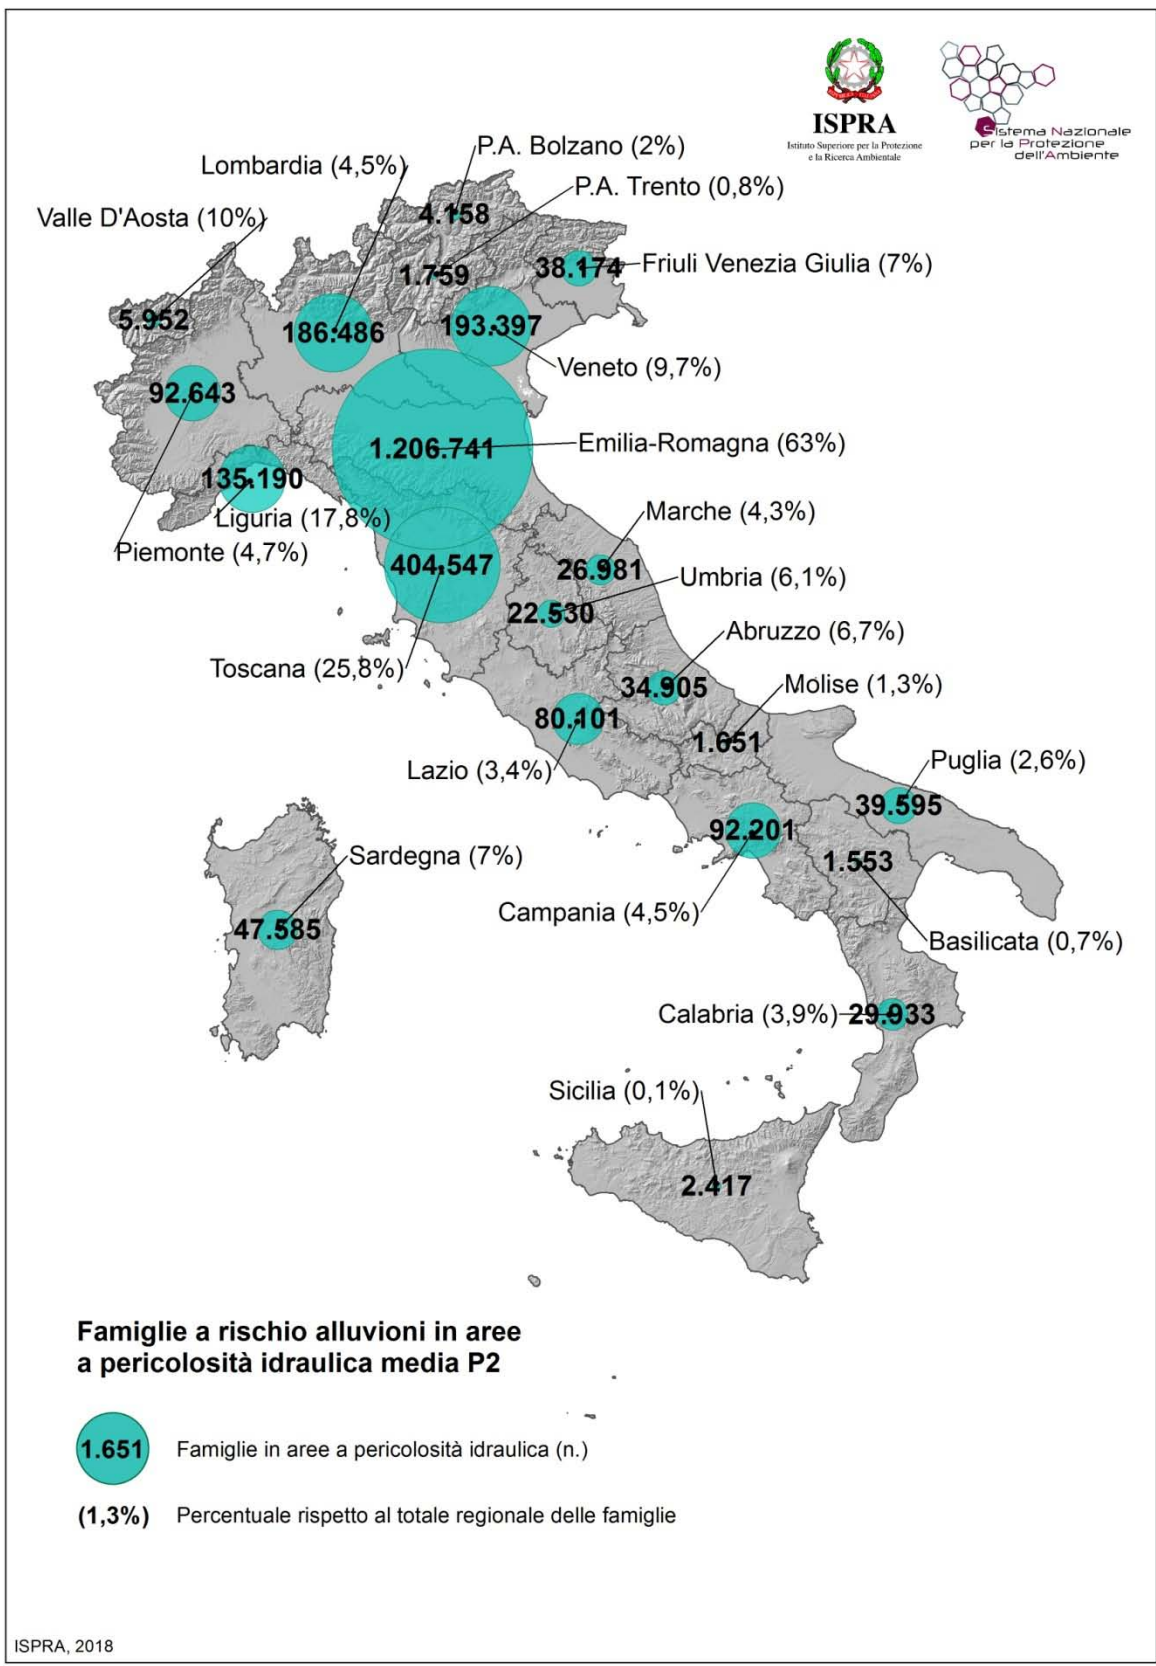 ISPRA
Istituto Superiore per la Protezione
e la Ricerca Ambientale
Sistema Nazionale
per la Protezione
dell'Ambiente
P.A. Bolzano (2%)
Lombardia (4,5%)
P.A. Trento (0,8%)
Valle D'Aosta (10%)
4.158
38.174
Friuli Venezia Giulia (7%)
1.759
5.952
186.486
193.397
Veneto (9,7%)
92.643
1.206.741
Emilia-Romagna (63%)
135.190
Liguria (17,8%)
Marche (4,3%)
Piemonte (4,7%)
404.547
26.981
Umbria (6,1%)
22.530
Abruzzo (6,7%)
Toscana (25,8%)
34.905
Molise (1,3%)
80.101
1.651
Lazio (3,4%)
Puglia (2,6%)
39.595
92.201
Sardegna (7%)
1.553
Campania (4,5%)
47.585
Basilicata (0,7%)
Calabria (3,9%)
29.933
Sicilia (0,1%)
2.417
Famiglie a rischio alluvioni in aree
a pericolosità idraulica media P2
1.651 Famiglie in aree a pericolosità idraulica (n.)
(1,3%) Percentuale rispetto al totale regionale delle famiglie
ISPRA, 2018